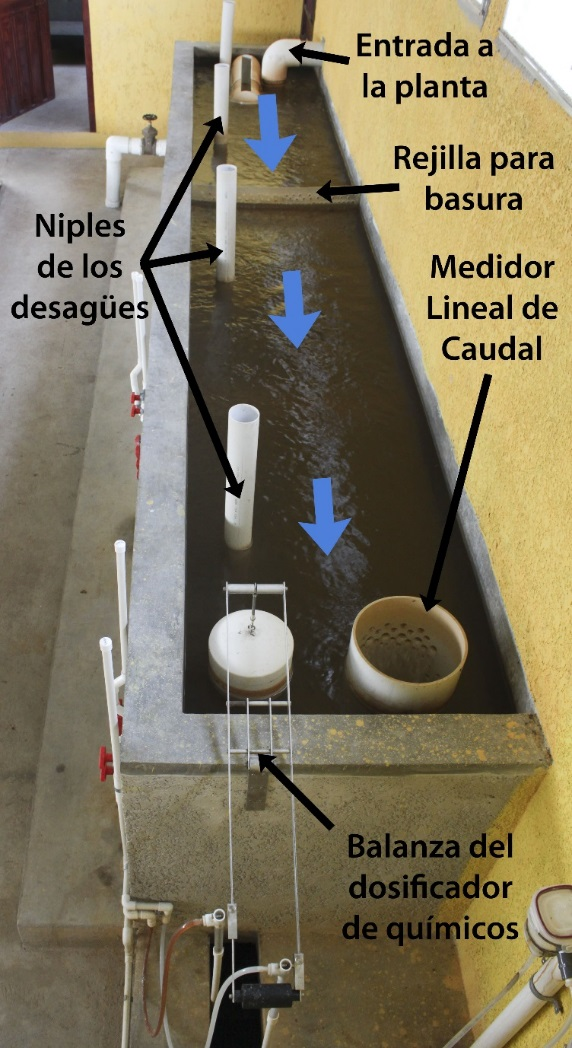 Entrada a
la planta
Rejilla para
basura
Niples
de los
desagües
Medidor
Lineal de
Caudal
Balanza del
dosificador
de químicos